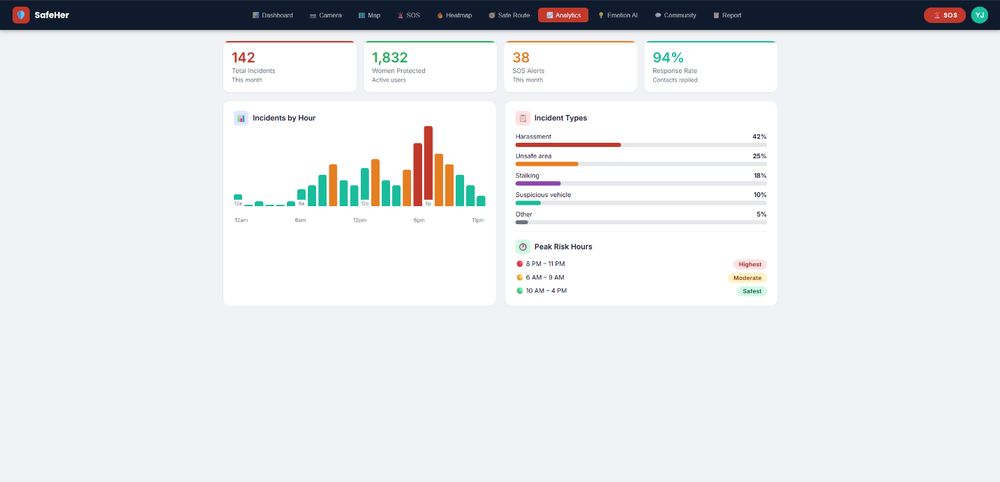 SafeHer
Dashboard
Camera
Map
SOS
Heatmap
Safe Route
Analytics
Emotion AI
Community
Report
SOS
YJ
142
Total Incidents
This month
1,832
Women Protected
Active users
38
SOS Alerts
This month
94%
Response Rate
Contacts replied
Incidents by Hour
12a
6a
12p
6p
12am
6am
12pm
6pm
11pm
Incident Types
Harassment 42%
Unsafe area 25%
Stalking 18%
Suspicious vehicle 10%
Other 5%
Peak Risk Hours
8 PM – 11 PM Highest
6 AM – 9 AM Moderate
10 AM – 4 PM Safest